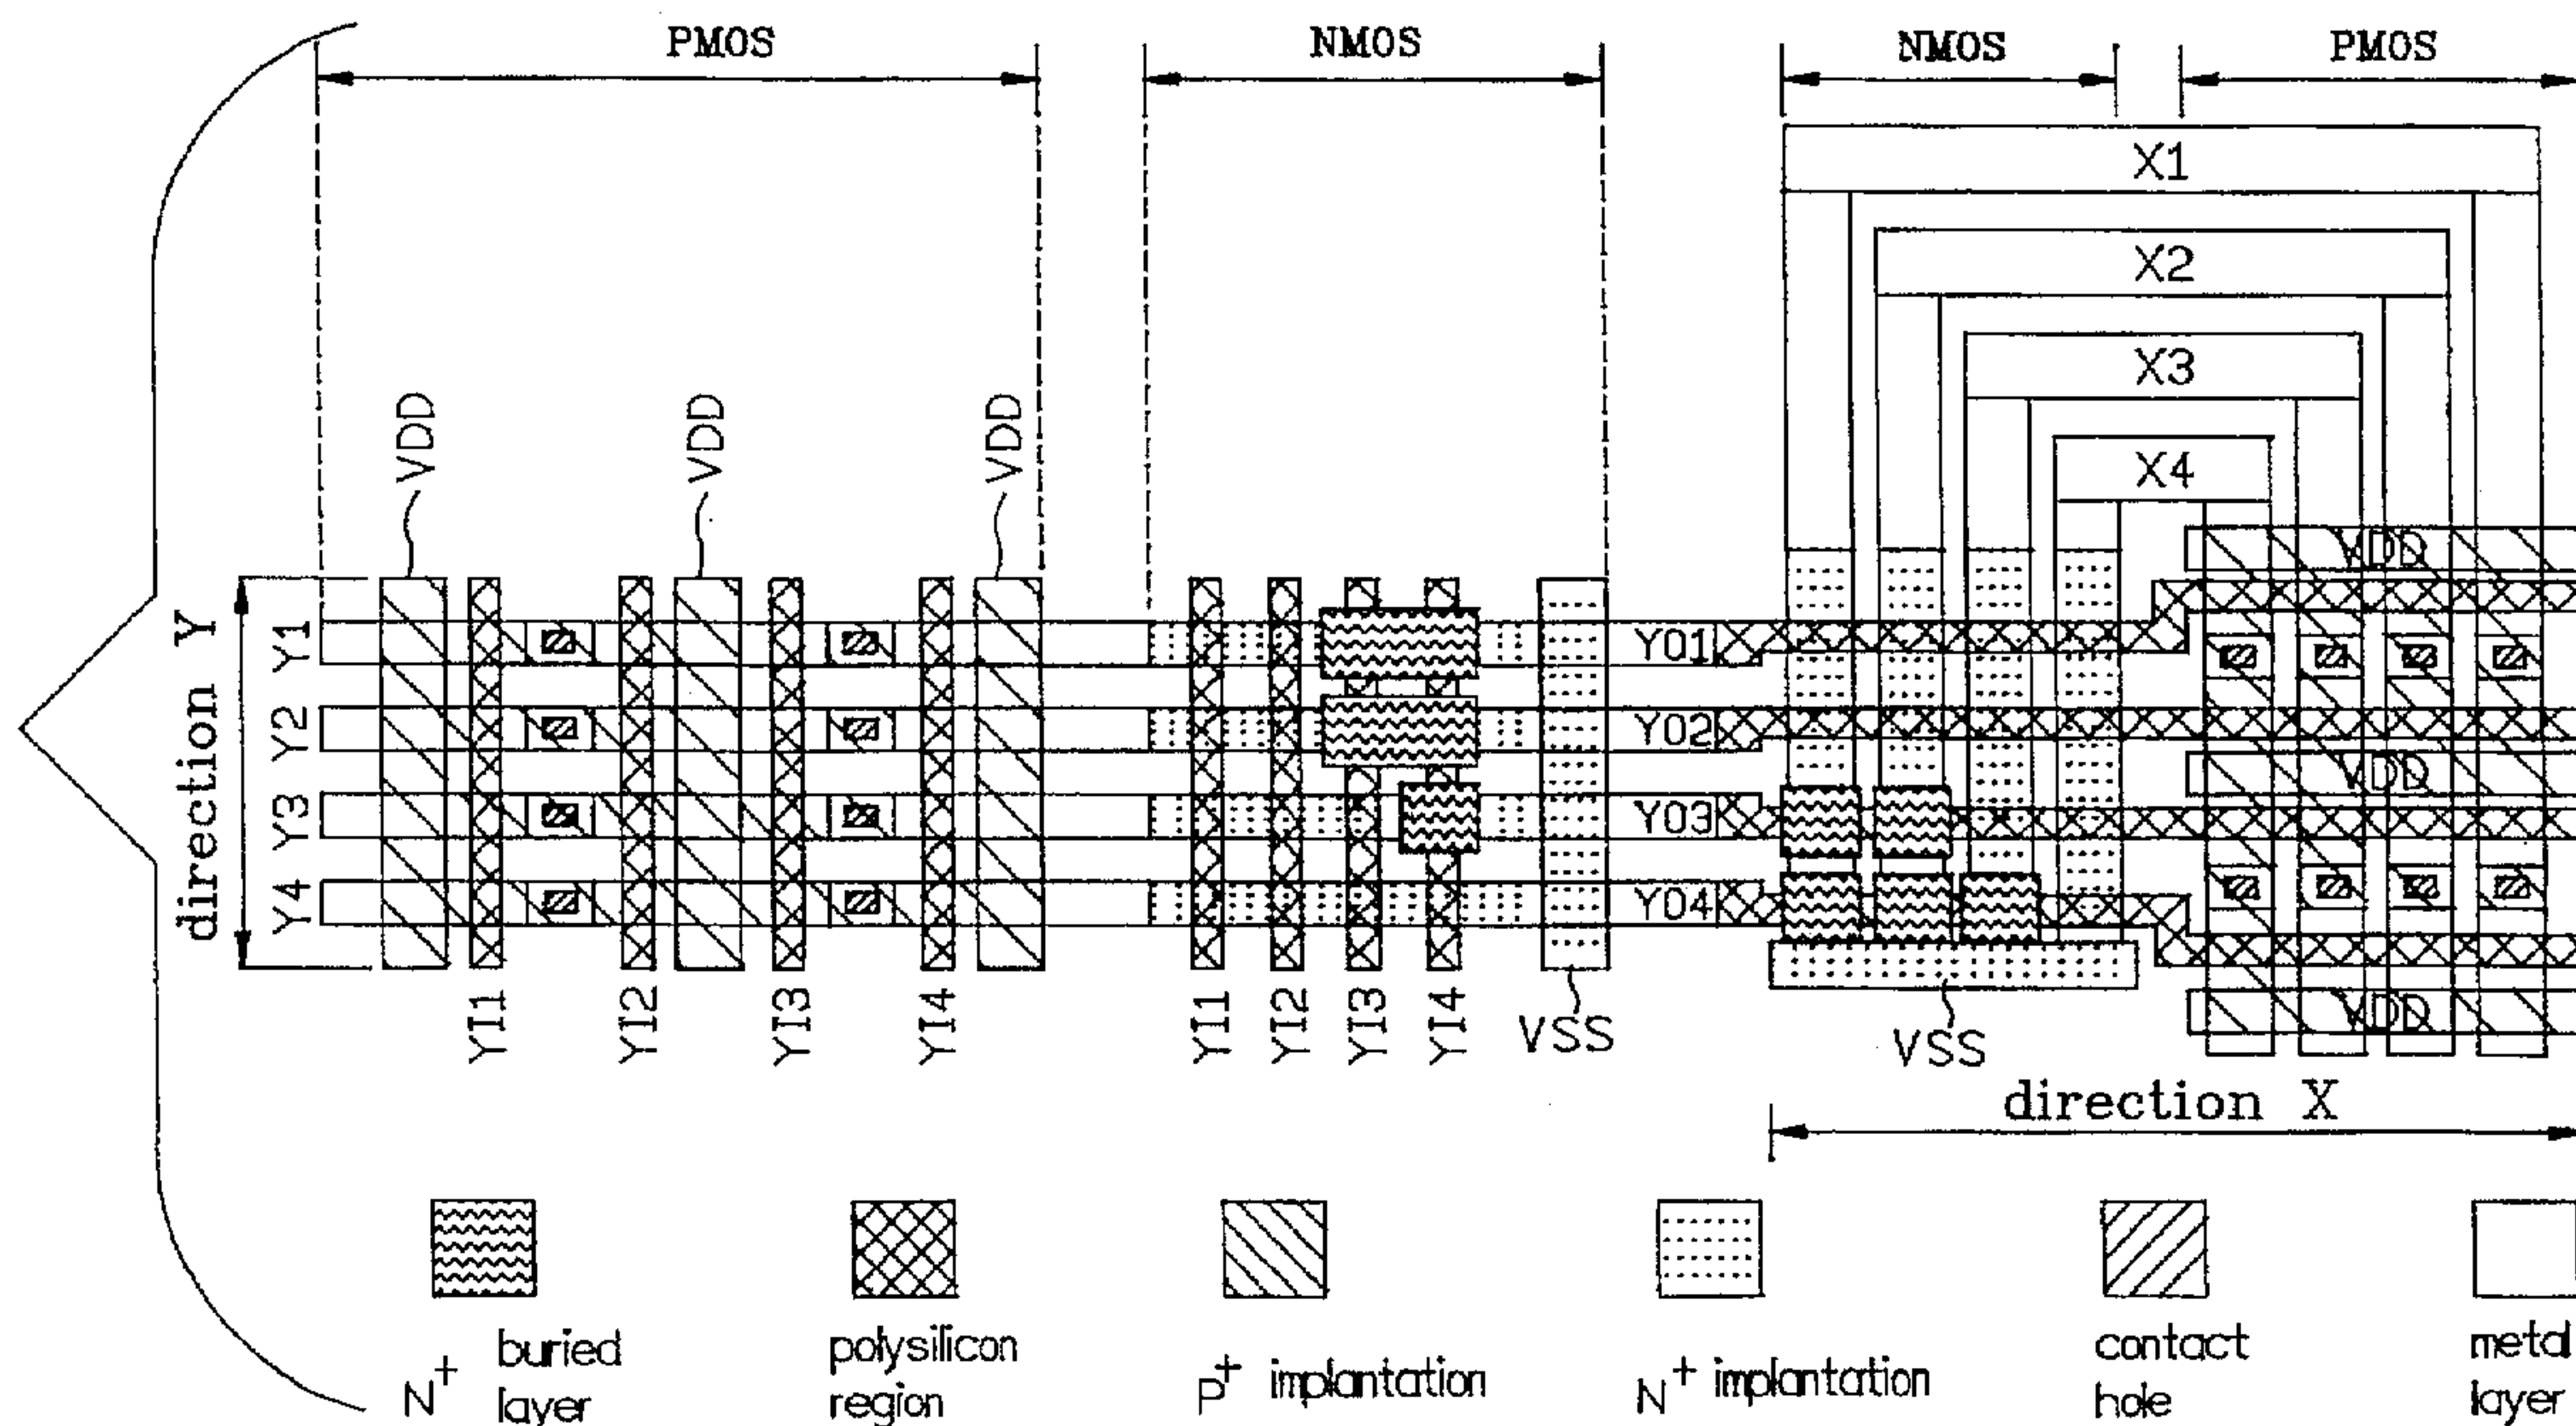 PMOS NMOS NMOS PMOS
X1
X2
X3
X4
VDD VDD VDD
VDD
direction Y
Y1 Y01
Y2 Y02
VDD
Y3 Y03
Y4 Y04
VDD
YI1 YI2 YI3 YI4 YI1 YI2 YI3 YI4 VSS VSS
direction X
N+ buried layer
polysilicon region
P+ implantation
N+ implantation
contact hole
metal layer